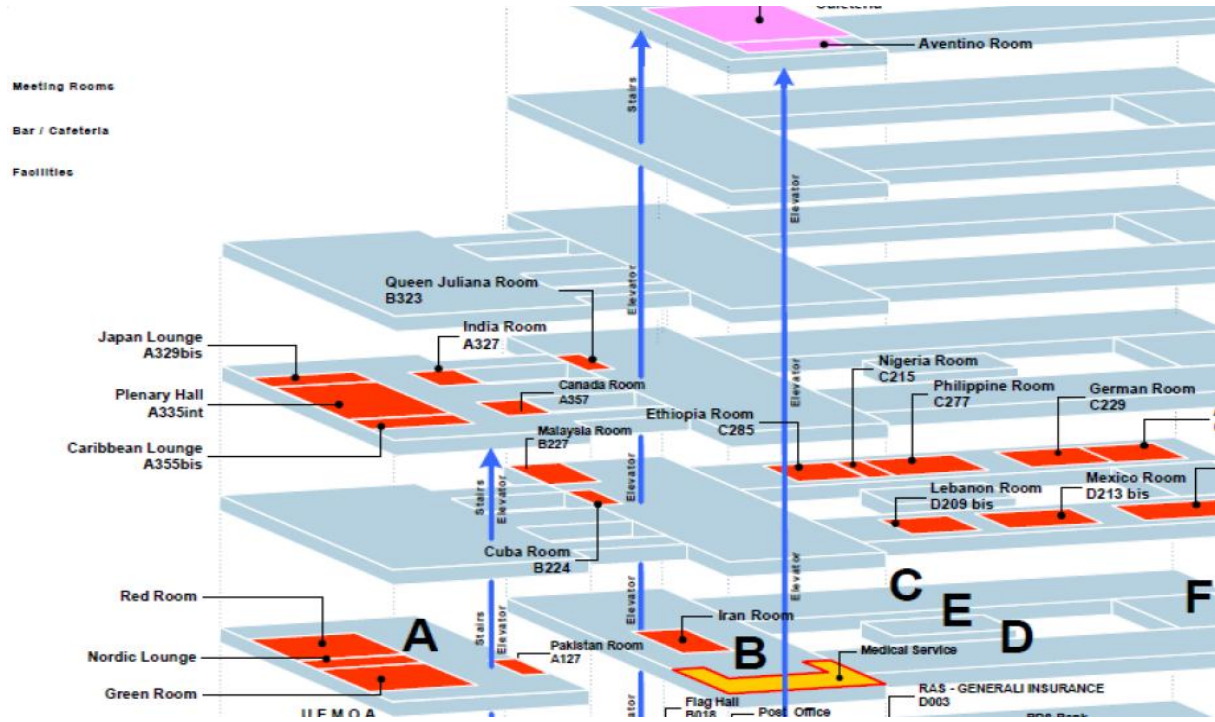 Aventino Room
Meeting Rooms
Bar / Cafeteria
Facilities
Stairs
Elevator
Elevator
Queen Juliana Room
B323
India Room
A327
Japan Lounge
A329bis
Plenary Hall
A335int
Caribbean Lounge
A355bis
Canada Room
A357
Malaysia Room
B227
Elevator
Nigeria Room
C215
Philippine Room
C277
German Room
C229
Ethiopia Room
C285
Elevator
Stairs
Elevator
Lebanon Room
D209 bis
Mexico Room
D213 bis
Cuba Room
B224
Elevator
Elevator
C
E
D
F
Red Room
Nordic Lounge
Green Room
A
Stairs
Elevator
Pakistan Room
A127
Iran Room
B
Medical Service
Flag Hall
B018
Post Office
RAS - GENERALI INSURANCE
D003
Elevator